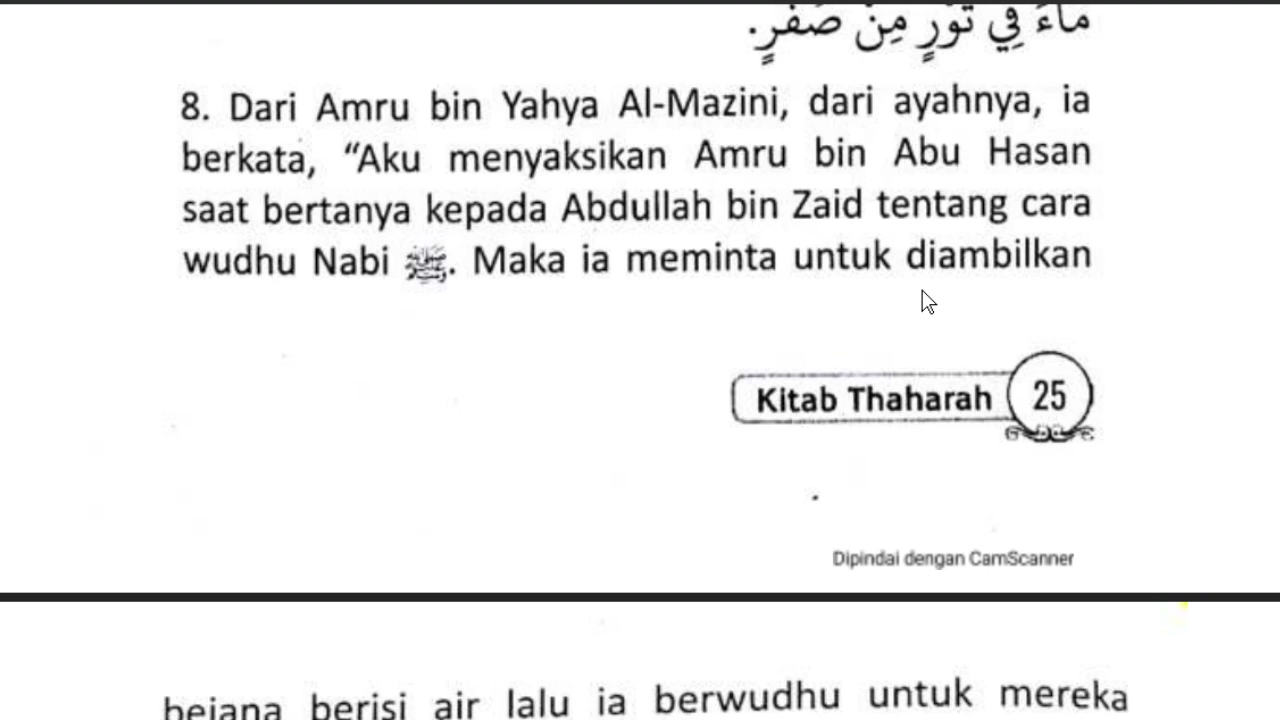 مَاءً فِي تَوْرٍ مِنْ صُفْرٍ.
8. Dari Amru bin Yahya Al-Mazini, dari ayahnya, ia
berkata, “Aku menyaksikan Amru bin Abu Hasan
saat bertanya kepada Abdullah bin Zaid tentang cara
wudhu Nabi ﷺ. Maka ia meminta untuk diambilkan
Kitab Thaharah 25
Dipindai dengan CamScanner
bejana berisi air lalu ia berwudhu untuk mereka